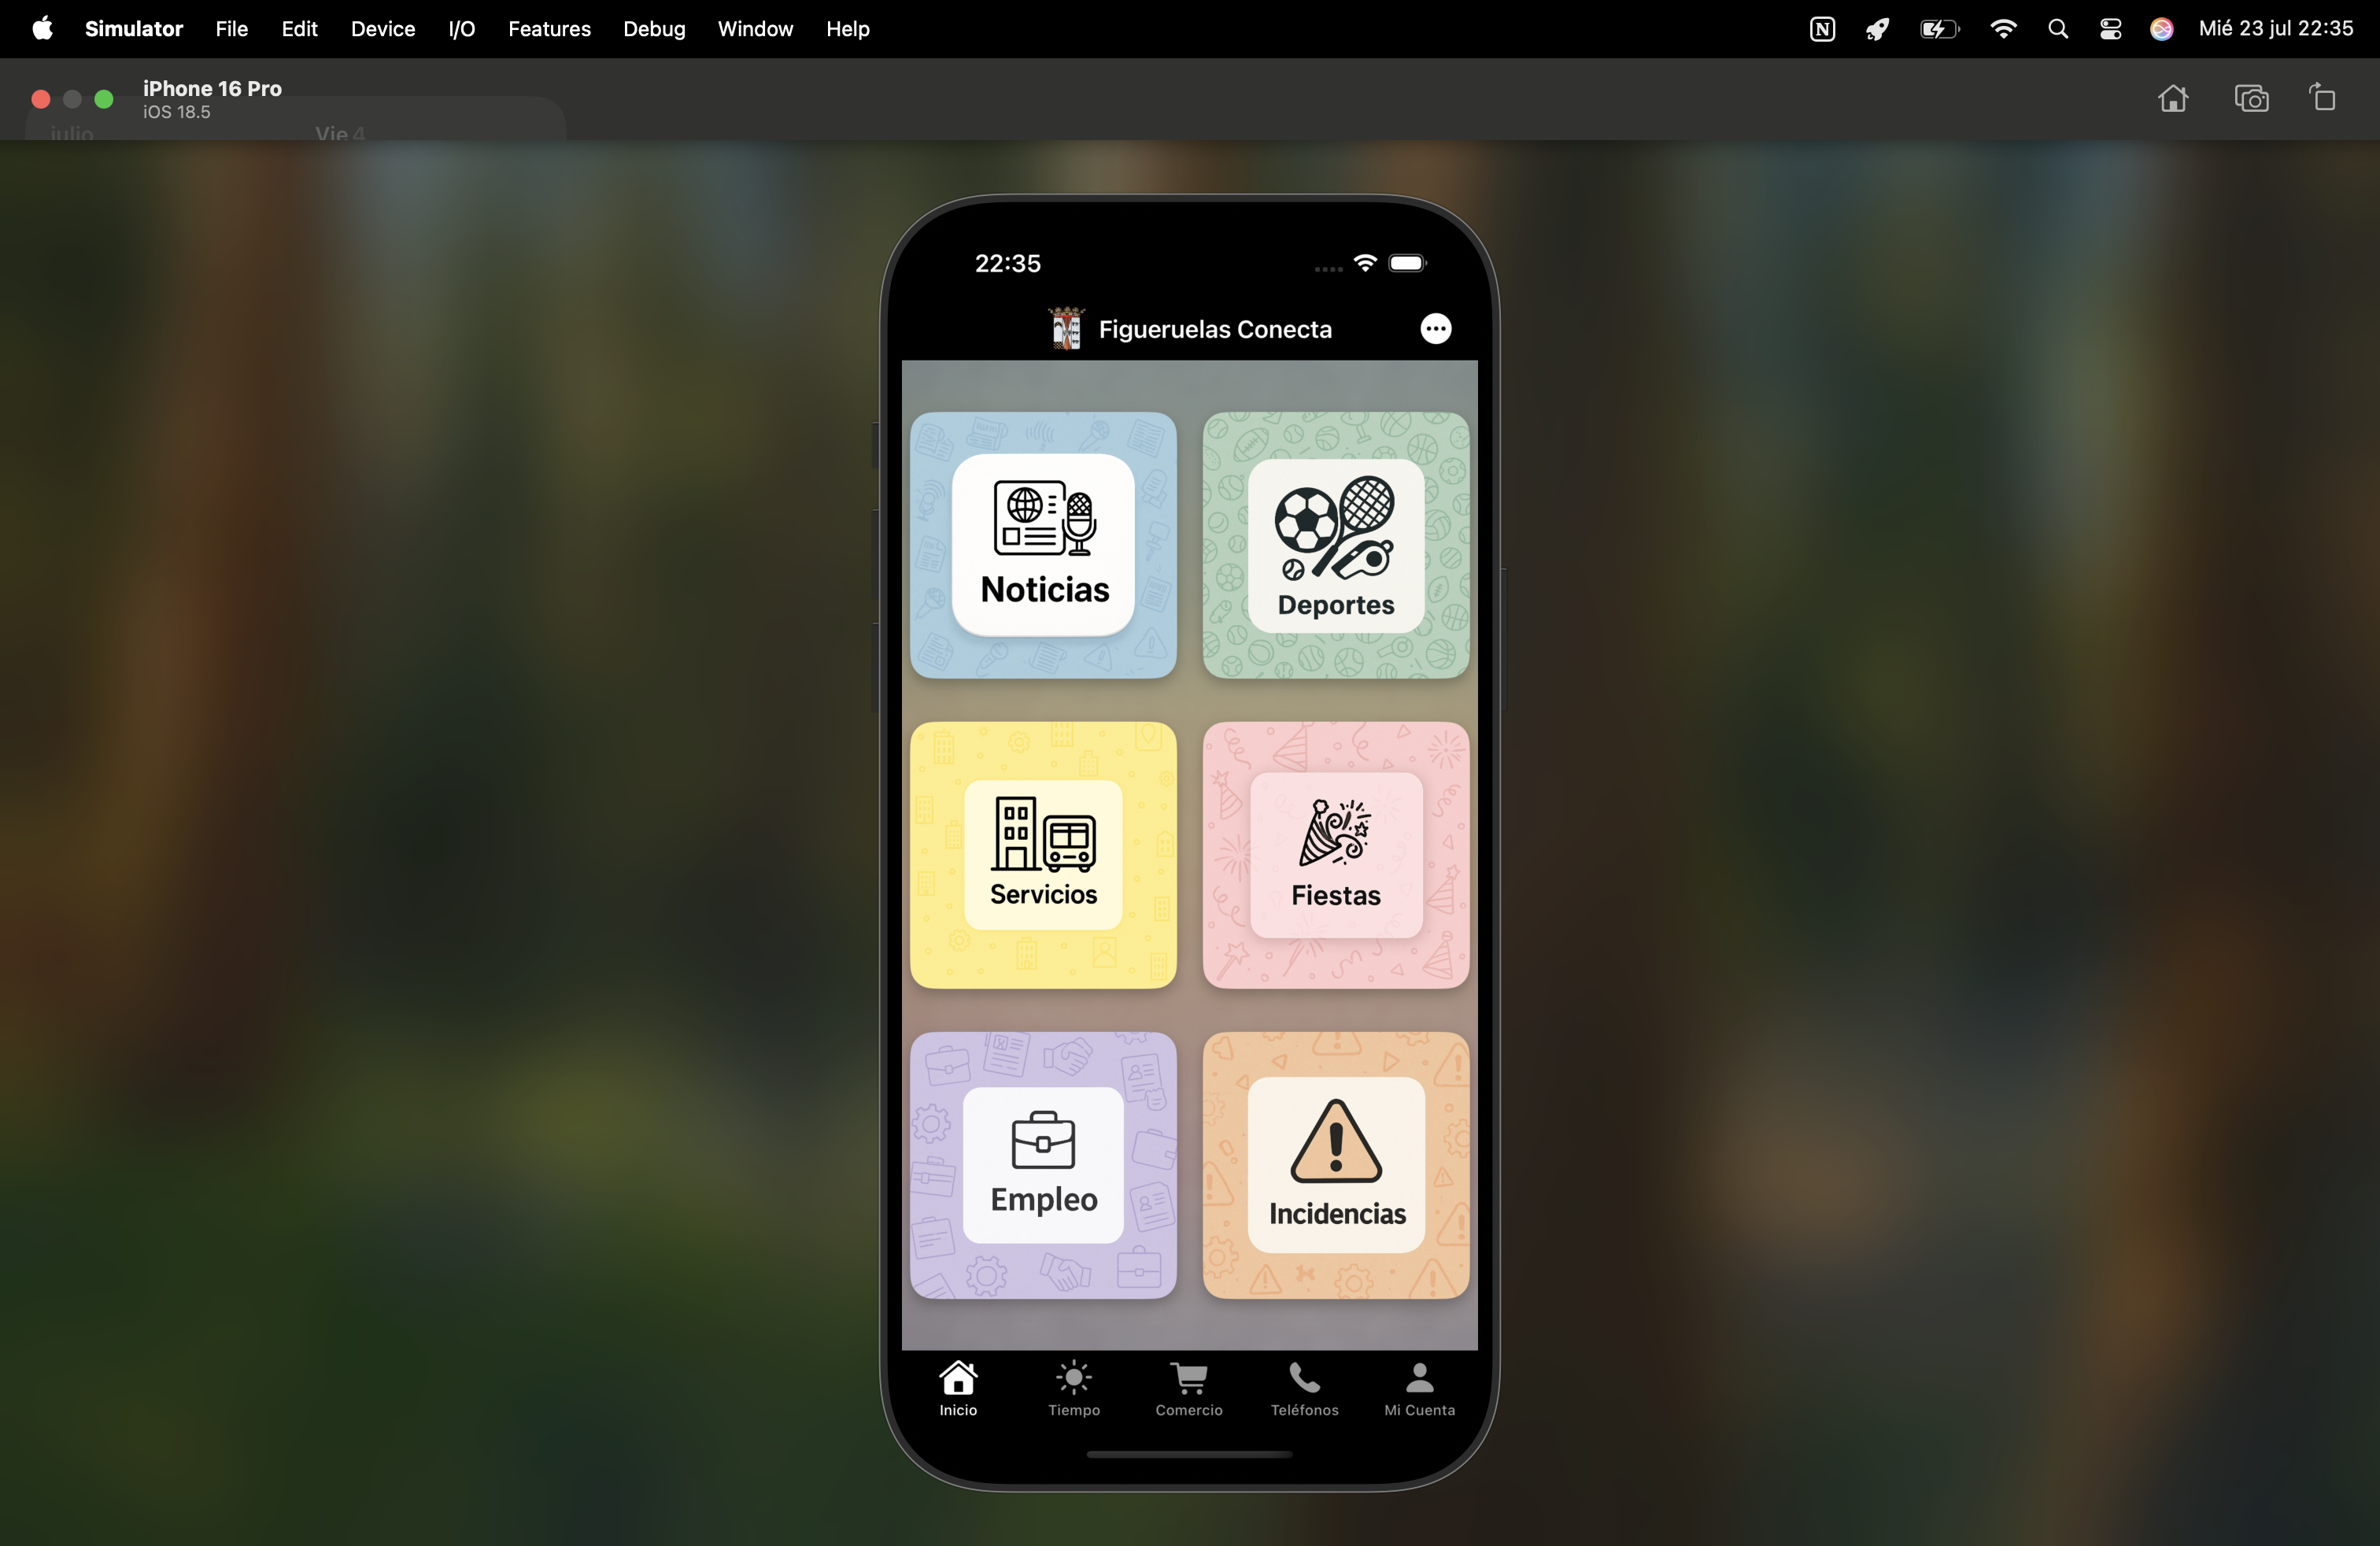 Simulator File Edit Device I/O Features Debug Window Help Mié 23 jul 22:35
iPhone 16 Pro
iOS 18.5
julio Vie 4
22:35
Figueruelas Conecta
Noticias
Deportes
Servicios
Fiestas
Empleo
Incidencias
Inicio Tiempo Comercio Teléfonos Mi Cuenta